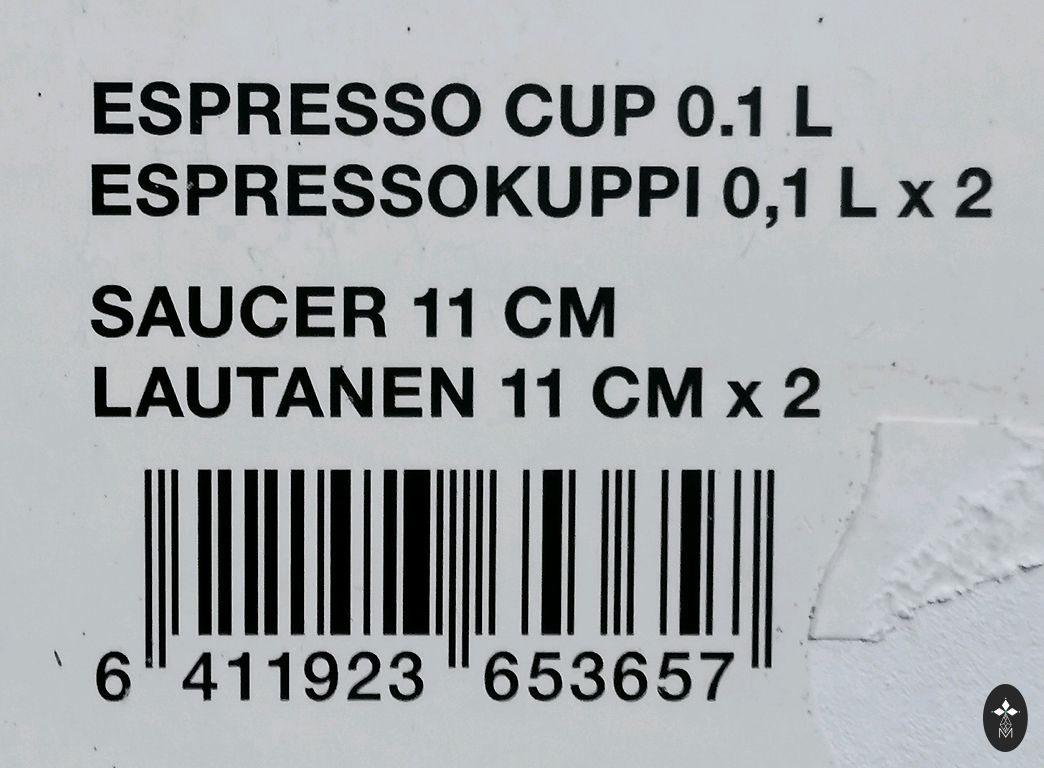 ESPRESSO CUP 0.1 L
ESPRESSOKUPPI 0,1 L x 2
SAUCER 11 CM
LAUTANEN 11 CM x 2
6 411923 653657
M